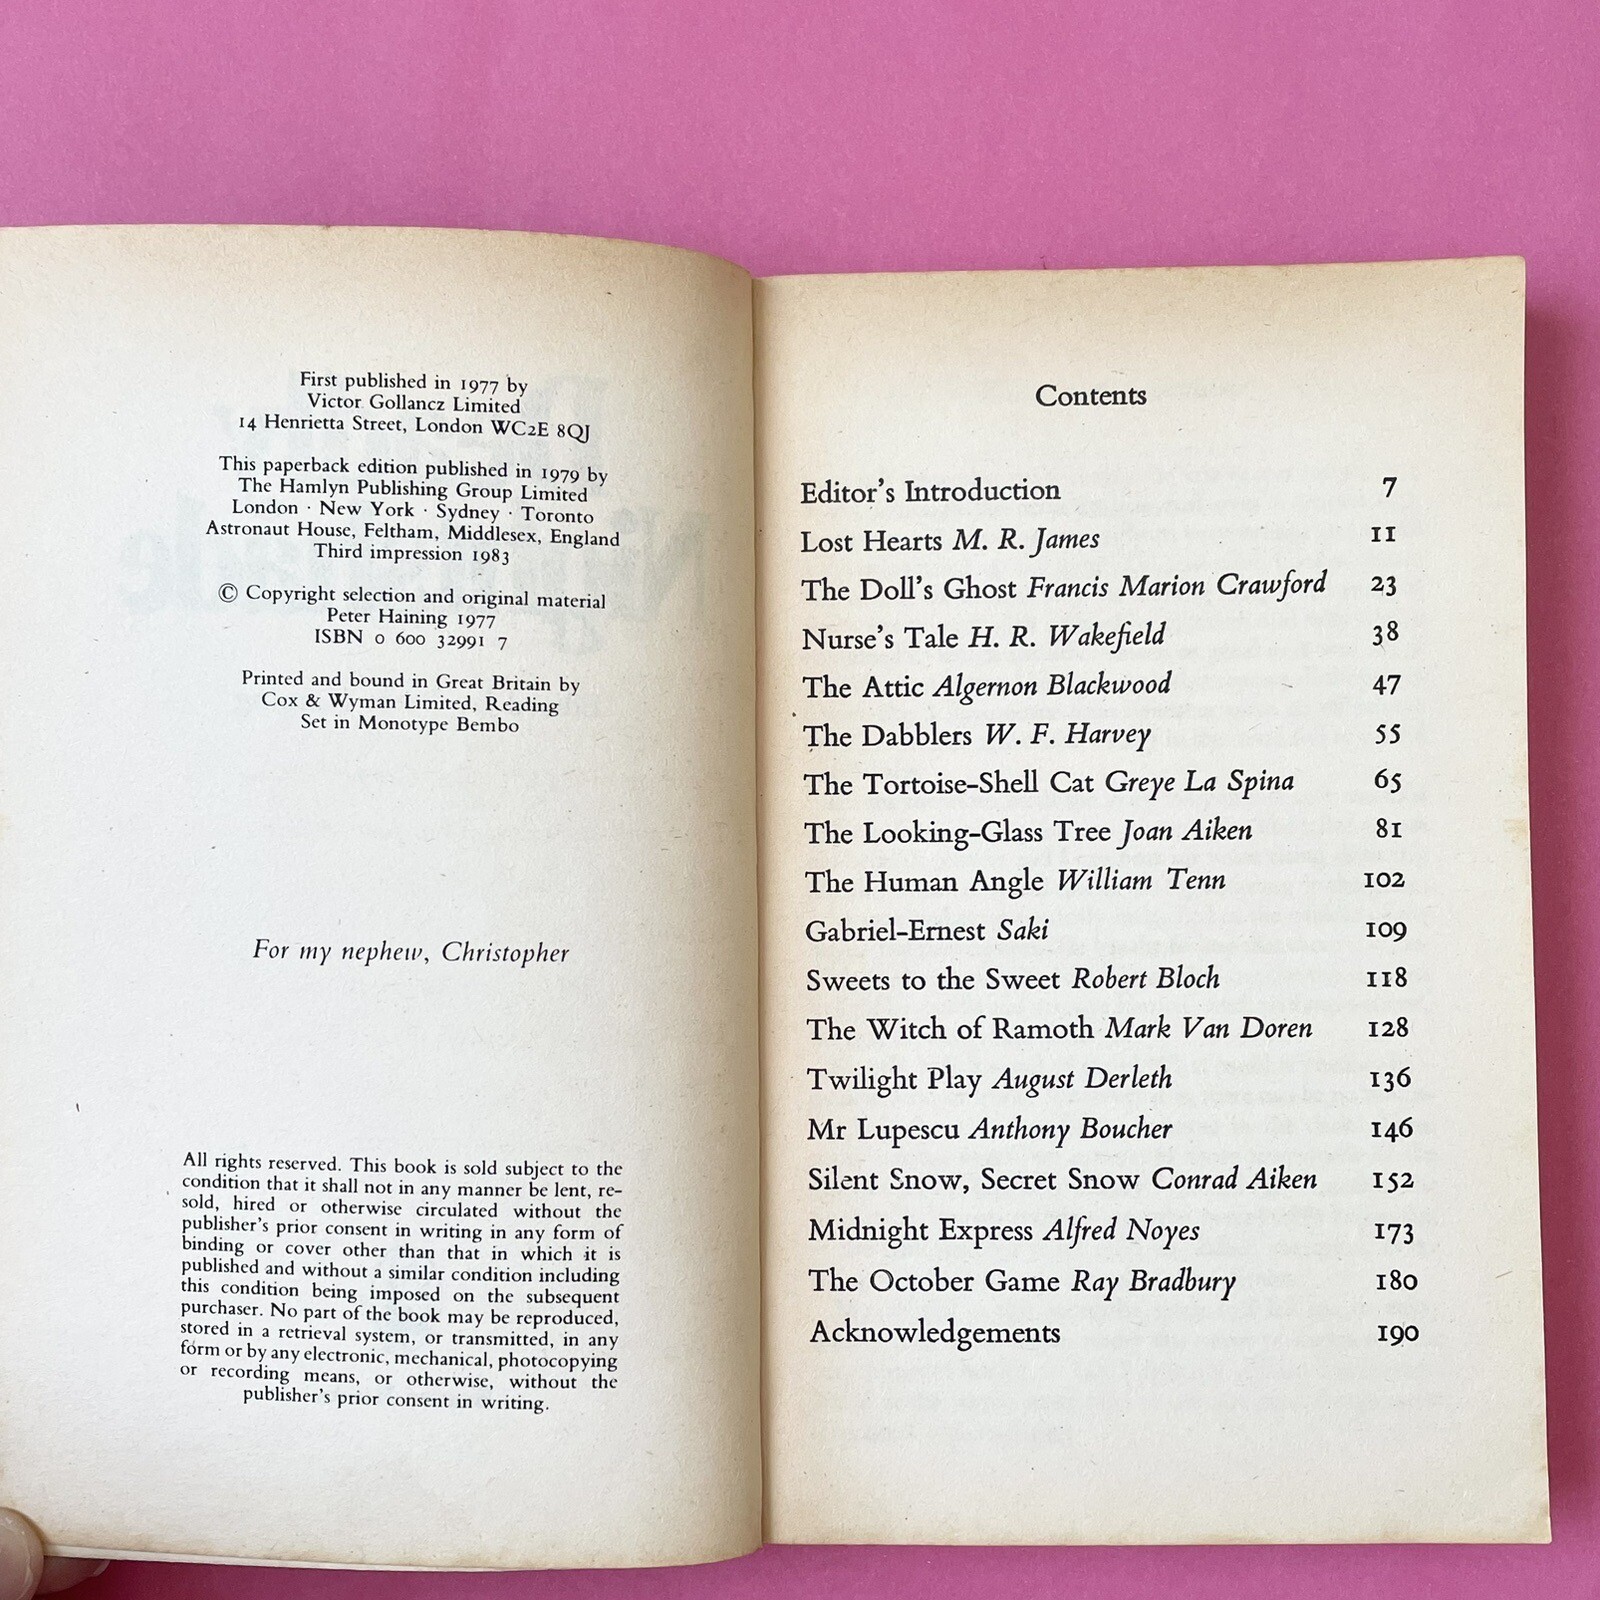 First published in 1977 by
Victor Gollancz Limited
14 Henrietta Street, London WC2E 8QJ
This paperback edition published in 1979 by
The Hamlyn Publishing Group Limited
London · New York · Sydney · Toronto
Astronaut House, Feltham, Middlesex, England
Third impression 1983
© Copyright selection and original material
Peter Haining 1977
ISBN 0 600 32991 7
Printed and bound in Great Britain by
Cox & Wyman Limited, Reading
Set in Monotype Bembo
For my nephew, Christopher
All rights reserved. This book is sold subject to the
condition that it shall not in any manner be lent, re-
sold, hired or otherwise circulated without the
publisher's prior consent in writing in any form of
binding or cover other than that in which it is
published and without a similar condition including
this condition being imposed on the subsequent
purchaser. No part of the book may be reproduced,
stored in a retrieval system, or transmitted, in any
form or by any electronic, mechanical, photocopying
or recording means, or otherwise, without the
publisher's prior consent in writing.
Contents
Editor's Introduction 7
Lost Hearts M. R. James 11
The Doll's Ghost Francis Marion Crawford 23
Nurse's Tale H. R. Wakefield 38
The Attic Algernon Blackwood 47
The Dabblers W. F. Harvey 55
The Tortoise-Shell Cat Greye La Spina 65
The Looking-Glass Tree Joan Aiken 81
The Human Angle William Tenn 102
Gabriel-Ernest Saki 109
Sweets to the Sweet Robert Bloch 118
The Witch of Ramoth Mark Van Doren 128
Twilight Play August Derleth 136
Mr Lupescu Anthony Boucher 146
Silent Snow, Secret Snow Conrad Aiken 152
Midnight Express Alfred Noyes 173
The October Game Ray Bradbury 180
Acknowledgements 190